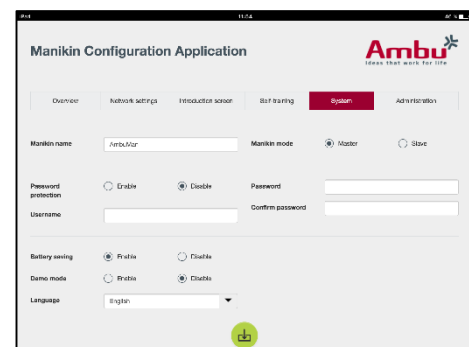 iPad 11:04
Manikin Configuration Application
Ambu
Ideas that work for life
Overview Network settings Introduction screen Self-training System Administration
Manikin name AmbuMan Manikin mode Master Slave
Password protection Enable Disable Password
Username Confirm password
Battery saving Enable Disable
Demo mode Enable Disable
Language English